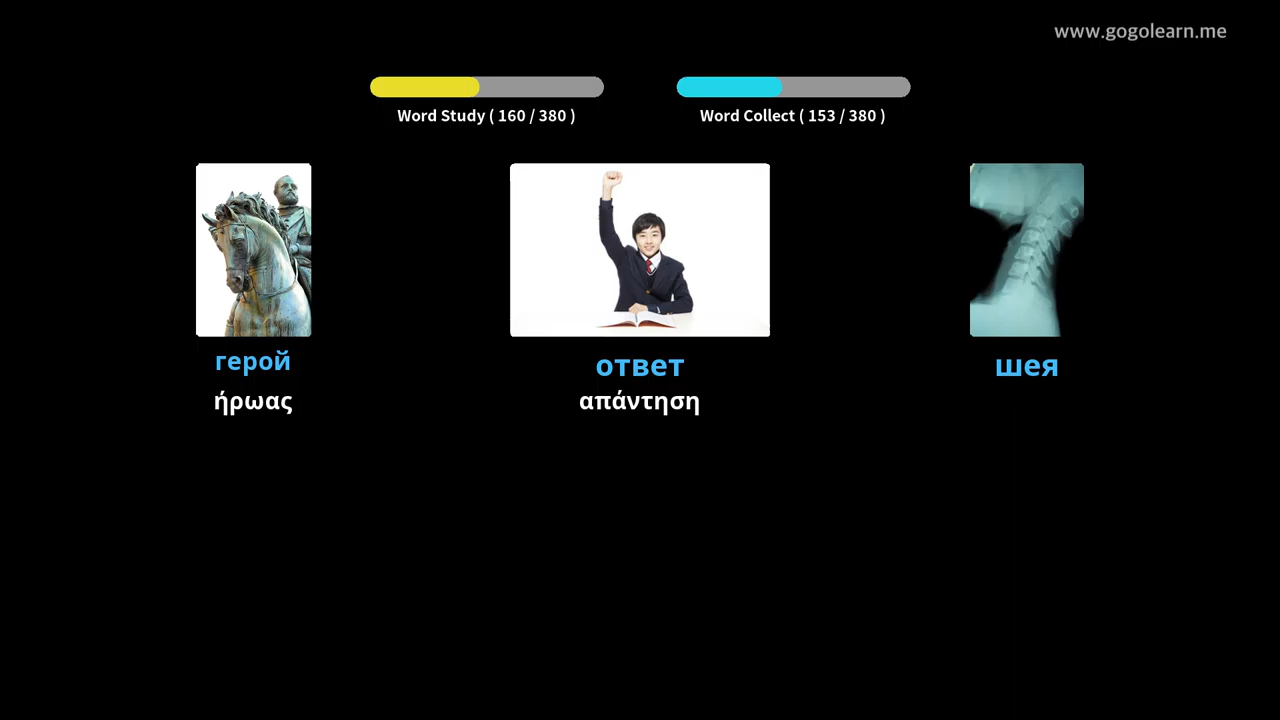 www.gogolearn.me
Word Study ( 160 / 380 )
Word Collect ( 153 / 380 )
герой
ήρωας
ответ
απάντηση
шея